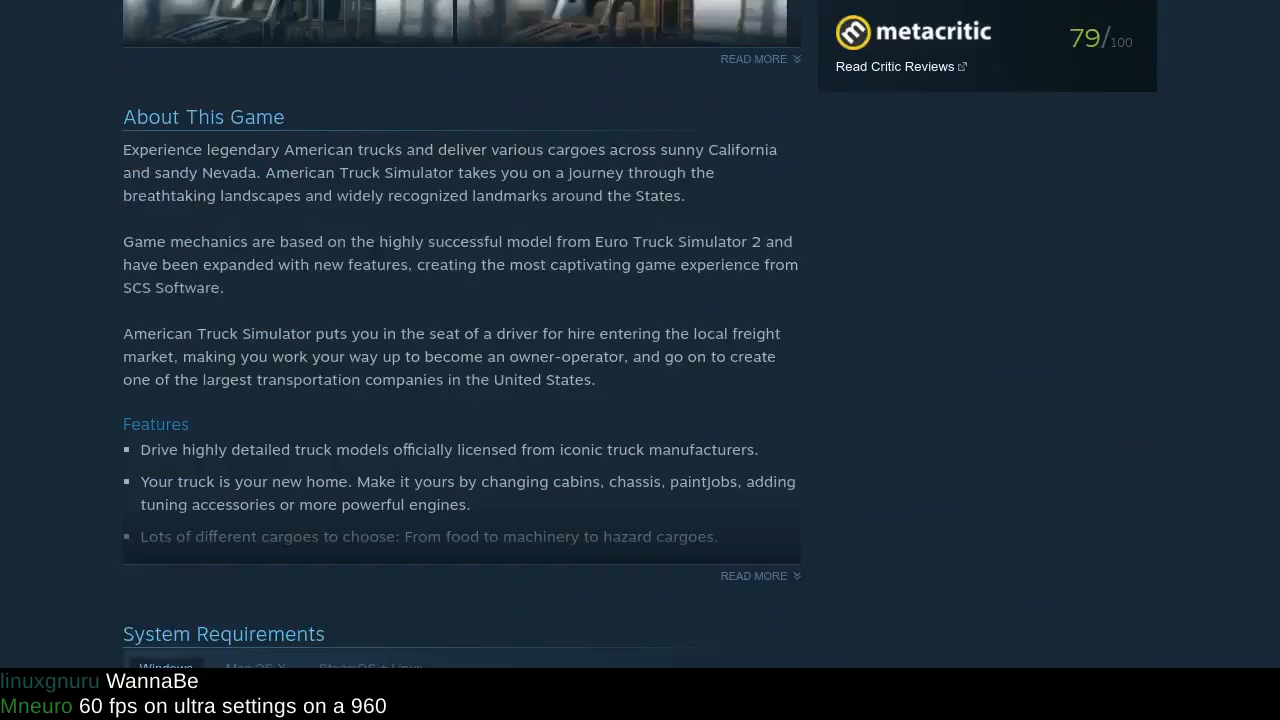 metacritic
79/100
READ MORE
Read Critic Reviews
About This Game
Experience legendary American trucks and deliver various cargoes across sunny California
and sandy Nevada. American Truck Simulator takes you on a journey through the
breathtaking landscapes and widely recognized landmarks around the States.
Game mechanics are based on the highly successful model from Euro Truck Simulator 2 and
have been expanded with new features, creating the most captivating game experience from
SCS Software.
American Truck Simulator puts you in the seat of a driver for hire entering the local freight
market, making you work your way up to become an owner-operator, and go on to create
one of the largest transportation companies in the United States.
Features
Drive highly detailed truck models officially licensed from iconic truck manufacturers.
Your truck is your new home. Make it yours by changing cabins, chassis, paintjobs, adding
tuning accessories or more powerful engines.
Lots of different cargoes to choose: From food to machinery to hazard cargoes.
READ MORE
System Requirements
Windows Mac OS X SteamOS + Linux
linuxgnuru WannaBe
Mneuro 60 fps on ultra settings on a 960